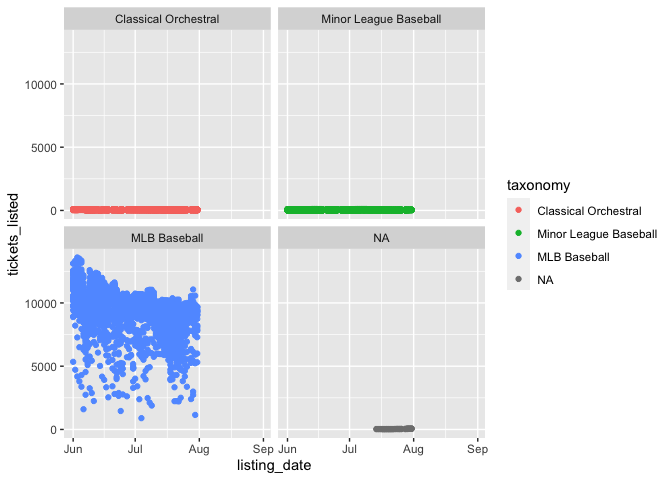 Classical Orchestral
Minor League Baseball
10000
5000
0
MLB Baseball
NA
10000
5000
0
Jun
Jul
Aug
Sep
Jun
Jul
Aug
Sep
listing_date
tickets_listed
taxonomy
Classical Orchestral
Minor League Baseball
MLB Baseball
NA